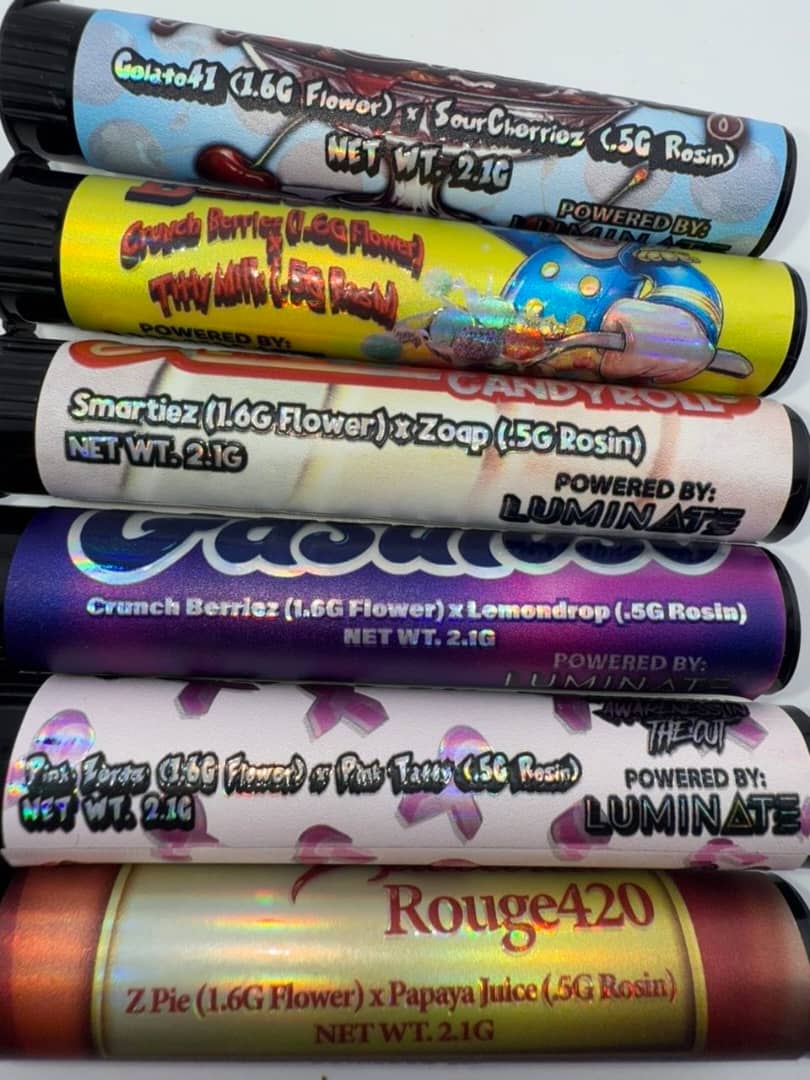 Gelato41 (1.6G Flower) x SourCherriez (.5G Rosin)
NET WT. 2.1G
POWERED BY:
LUMINATE
Crunch Berriez (1.6G Flower)
x
Titty Milk (.5G Rosin)
POWERED BY:
CANDYROLL
Smartiez (1.6G Flower) x Zoap (.5G Rosin)
NET WT. 2.1G
POWERED BY:
LUMINATE
Crunch Berriez (1.6G Flower) x Lemondrop (.5G Rosin)
NET WT. 2.1G
POWERED BY:
LUMINATE
AWARENESS IN
THE CUT
Pink (1.6G Flower) x Pink Taffy (.5G Rosin)
NET WT. 2.1G
POWERED BY:
LUMINATE
Rouge420
Z Pie (1.6G Flower) x Papaya Juice (.5G Rosin)
NET WT. 2.1G